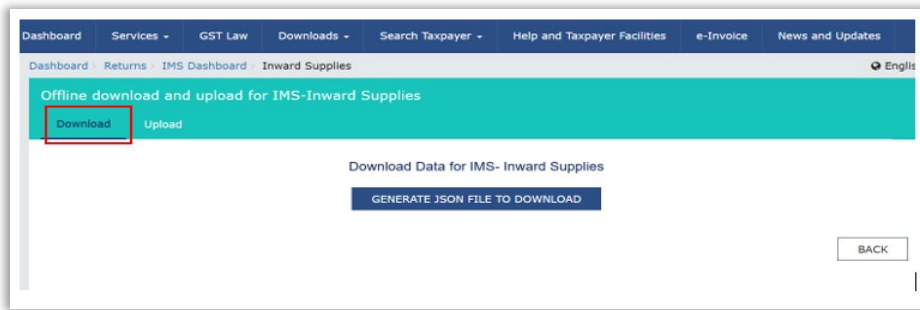 Dashboard Services GST Law Downloads Search Taxpayer Help and Taxpayer Facilities e-Invoice News and Updates
Dashboard Returns IMS Dashboard Inward Supplies Englis
Offline download and upload for IMS-Inward Supplies
Download Upload
Download Data for IMS- Inward Supplies
GENERATE JSON FILE TO DOWNLOAD
BACK